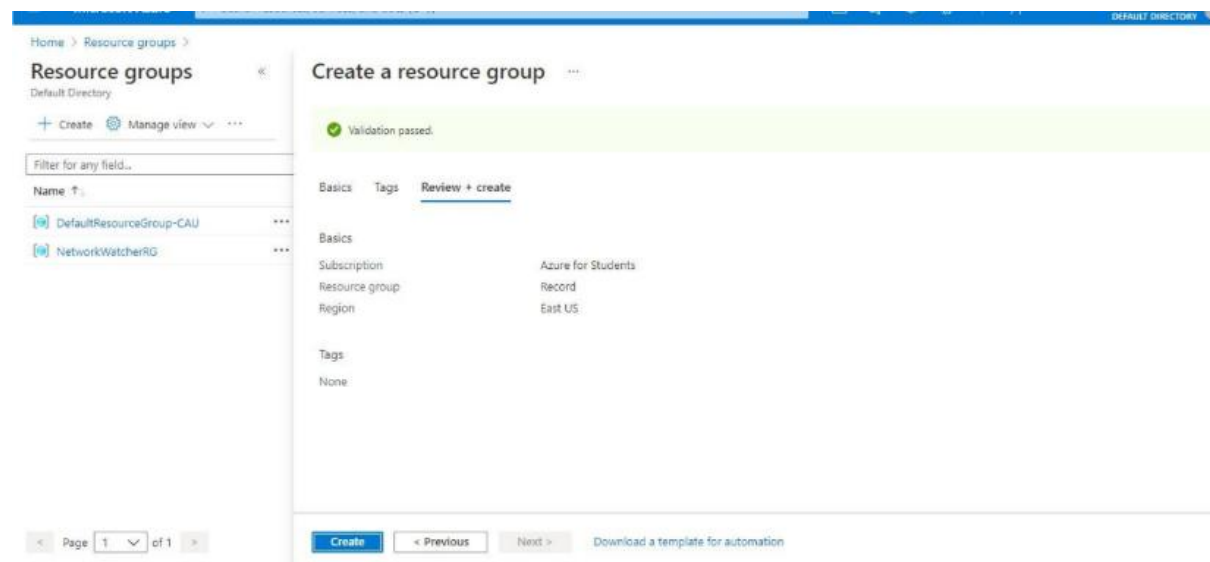 DEFAULT DIRECTORY
Home > Resource groups >
Resource groups
«
Default Directory
+ Create
Manage view
...
Filter for any field...
Name ↑
DefaultResourceGroup-CAU
...
NetworkWatcherRG
...
< Page 1 of 1 >
Create a resource group ...
Validation passed.
Basics Tags Review + create
Basics
Subscription Azure for Students
Resource group Record
Region East US
Tags
None
Create < Previous Next > Download a template for automation